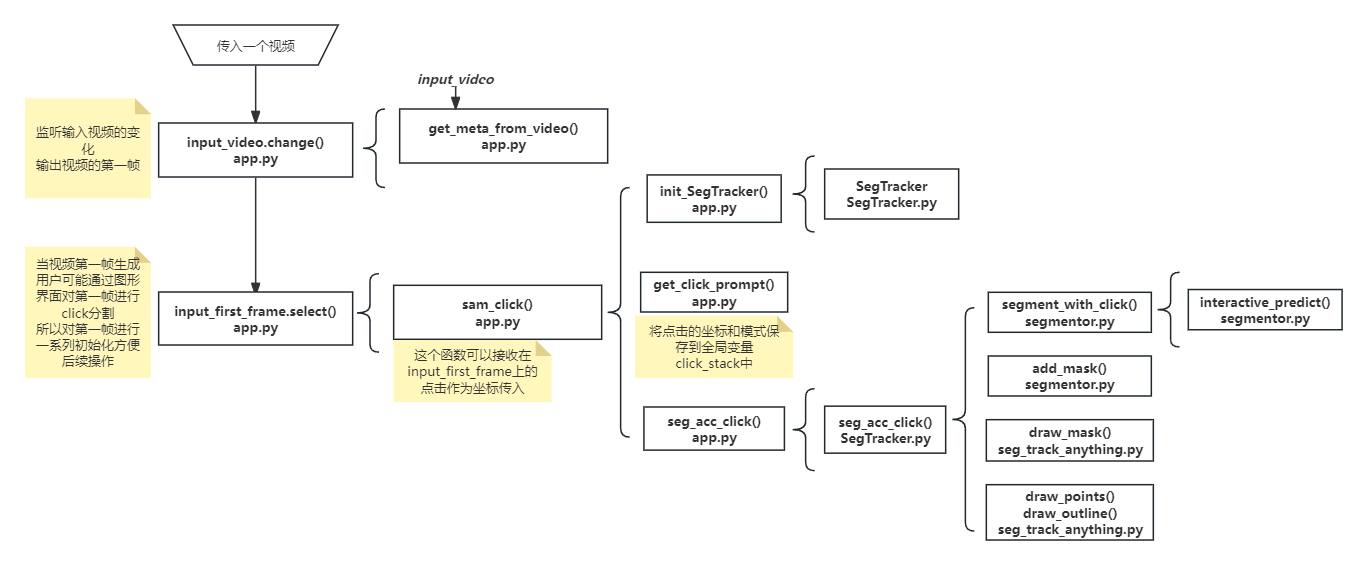 传入一个视频
input_video
监听输入视频的变
化
输出视频的第一帧
input_video.change()
app.py
get_meta_from_video()
app.py
init_SegTracker()
app.py
SegTracker
SegTracker.py
当视频第一帧生成
用户可能通过图形
界面对第一帧进行
click分割
所以对第一帧进行
一系列初始化方便
后续操作
input_first_frame.select()
app.py
sam_click()
app.py
这个函数可以接收在
input_first_frame上的
点击作为坐标传入
get_click_prompt()
app.py
将点击的坐标和模式保
存到全局变量
click_stack中
seg_acc_click()
app.py
seg_acc_click()
SegTracker.py
segment_with_click()
segmentor.py
interactive_predict()
segmentor.py
add_mask()
segmentor.py
draw_mask()
seg_track_anything.py
draw_points()
draw_outline()
seg_track_anything.py